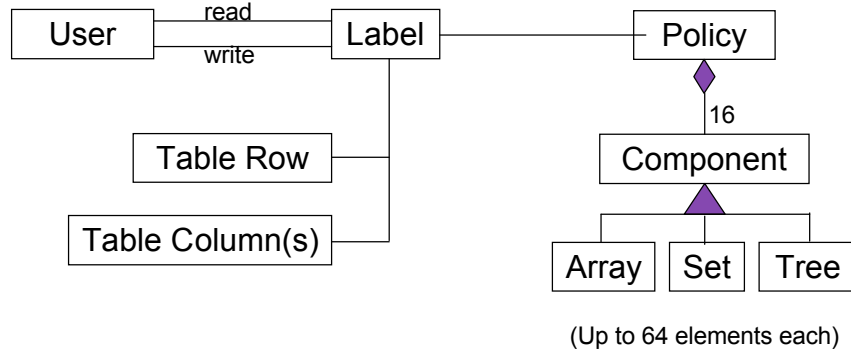 read
User
Label
Policy
write
16
Table Row
Component
Table Column(s)
Array
Set
Tree
(Up to 64 elements each)